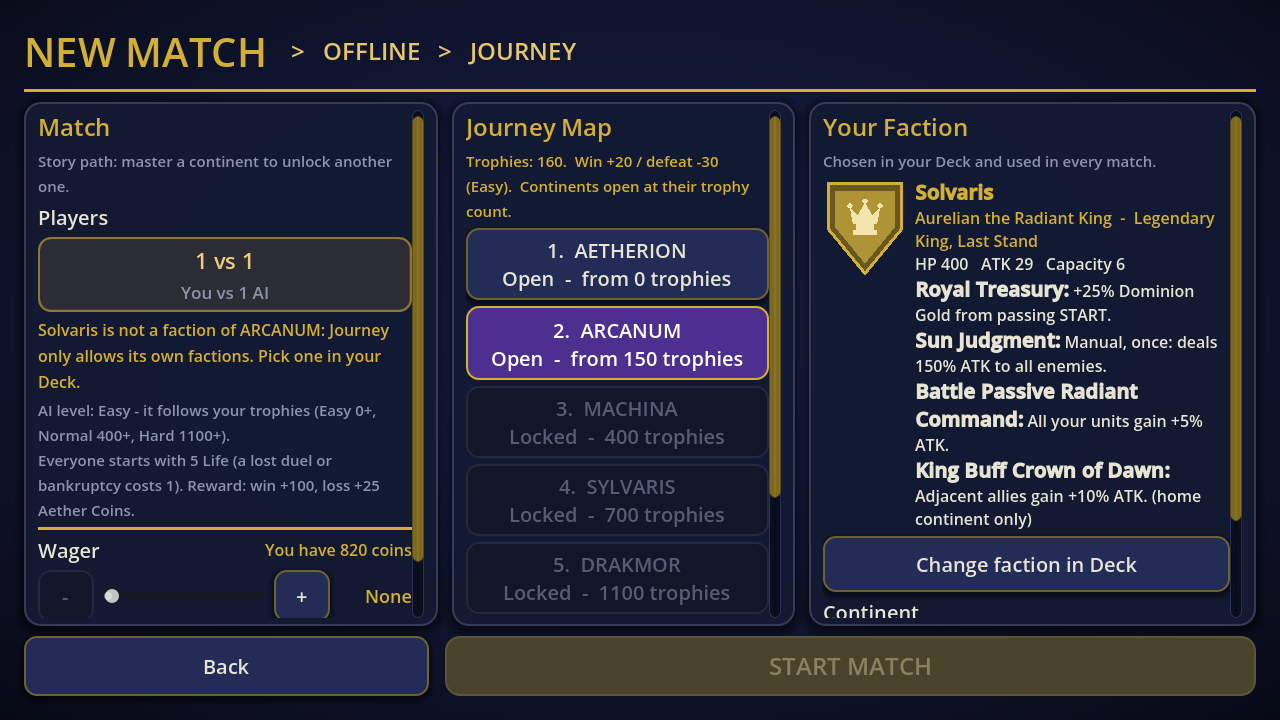 NEW MATCH > OFFLINE > JOURNEY
Match
Story path: master a continent to unlock another
one.
Players
1 vs 1
You vs 1 AI
Solvaris is not a faction of ARCANUM: Journey
only allows its own factions. Pick one in your
Deck.
AI level: Easy - it follows your trophies (Easy 0+,
Normal 400+, Hard 1100+).
Everyone starts with 5 Life (a lost duel or
bankruptcy costs 1). Reward: win +100, loss +25
Aether Coins.
Wager You have 820 coins
- + None
Journey Map
Trophies: 160. Win +20 / defeat -30
(Easy). Continents open at their trophy
count.
1. AETHERION
Open - from 0 trophies
2. ARCANUM
Open - from 150 trophies
3. MACHINA
Locked - 400 trophies
4. SYLVARIS
Locked - 700 trophies
5. DRAKMOR
Locked - 1100 trophies
Your Faction
Chosen in your Deck and used in every match.
Solvaris
Aurelian the Radiant King - Legendary
King, Last Stand
HP 400 ATK 29 Capacity 6
Royal Treasury: +25% Dominion
Gold from passing START.
Sun Judgment: Manual, once: deals
150% ATK to all enemies.
Battle Passive Radiant
Command: All your units gain +5%
ATK.
King Buff Crown of Dawn:
Adjacent allies gain +10% ATK. (home
continent only)
Change faction in Deck
Continent
Back
START MATCH